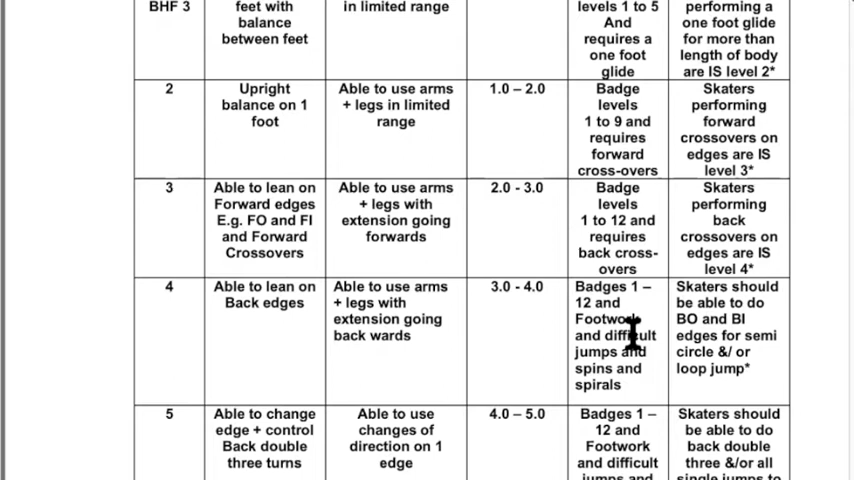 BHF 3
feet with
balance
between feet
in limited range
levels 1 to 5
And
requires a
one foot
glide
performing a
one foot glide
for more than
length of body
are IS level 2*
2
Upright
balance on 1
foot
Able to use arms
+ legs in limited
range
1.0 – 2.0
Badge
levels
1 to 9 and
requires
forward
cross-overs
Skaters
performing
forward
crossovers on
edges are IS
level 3*
3
Able to lean on
Forward edges
E.g. FO and FI
and Forward
Crossovers
Able to use arms
+ legs with
extension going
forwards
2.0 - 3.0
Badge
levels
1 to 12 and
requires
back cross-
overs
Skaters
performing
back
crossovers on
edges are IS
level 4*
4
Able to lean on
Back edges
Able to use arms
+ legs with
extension going
back wards
3.0 - 4.0
Badges 1 –
12 and
Footwork
and difficult
jumps and
spins and
spirals
Skaters should
be able to do
BO and BI
edges for semi
circle &/ or
loop jump*
5
Able to change
edge + control
Back double
three turns
Able to use
changes of
direction on 1
edge
4.0 – 5.0
Badges 1 –
12 and
Footwork
and difficult
jumps and
Skaters should
be able to do
back double
three &/or all
single jumps to